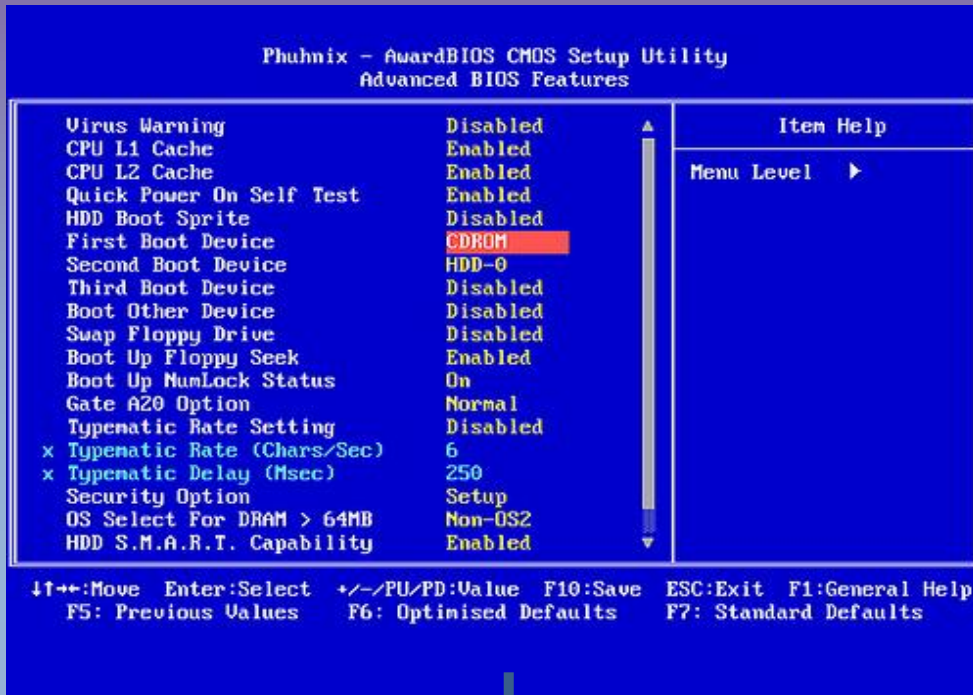 Phuhnix - AwardBIOS CMOS Setup Utility
Advanced BIOS Features
Virus Warning Disabled
CPU L1 Cache Enabled
CPU L2 Cache Enabled
Quick Power On Self Test Enabled
HDD Boot Sprite Disabled
First Boot Device CDROM
Second Boot Device HDD-0
Third Boot Device Disabled
Boot Other Device Disabled
Swap Floppy Drive Disabled
Boot Up Floppy Seek Enabled
Boot Up NumLock Status On
Gate A20 Option Normal
Typematic Rate Setting Disabled
x Typematic Rate (Chars/Sec) 6
x Typematic Delay (Msec) 250
Security Option Setup
OS Select For DRAM > 64MB Non-OS2
HDD S.M.A.R.T. Capability Enabled
Item Help
Menu Level ▶
↓↑→←:Move Enter:Select +/-/PU/PD:Value F10:Save ESC:Exit F1:General Help
F5: Previous Values F6: Optimised Defaults F7: Standard Defaults